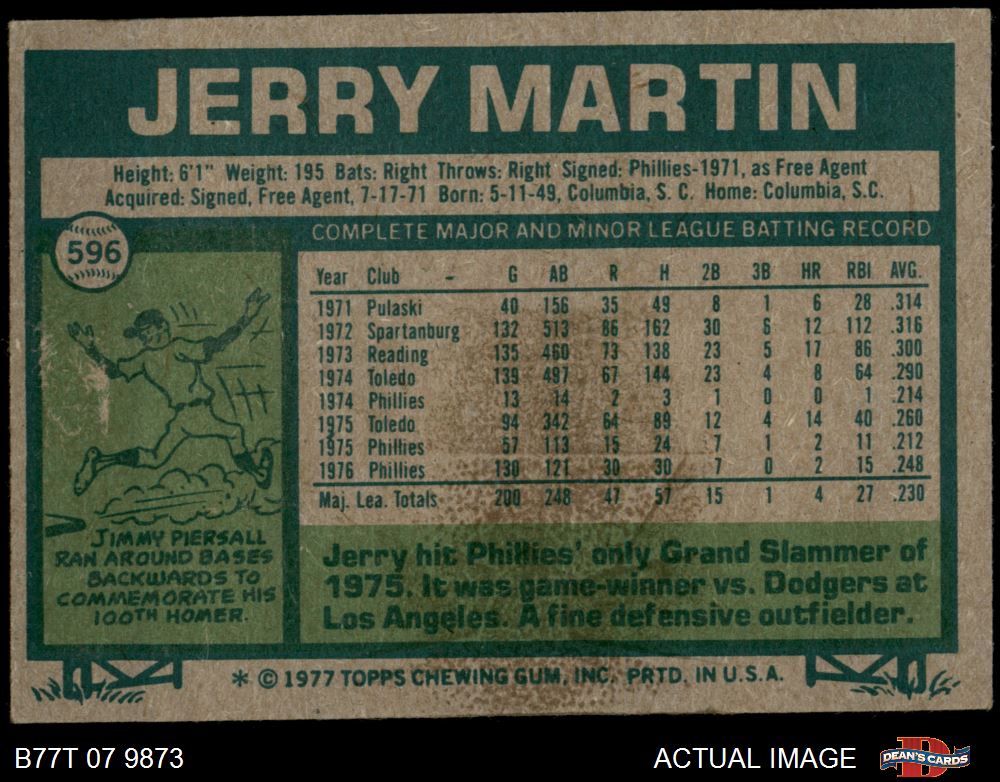 JERRY MARTIN
Height: 6'1" Weight: 195 Bats: Right Throws: Right Signed: Phillies-1971, as Free Agent
Acquired: Signed, Free Agent, 7-17-71 Born: 5-11-49, Columbia, S. C. Home: Columbia, S.C.
596
COMPLETE MAJOR AND MINOR LEAGUE BATTING RECORD
Year Club - G AB R H 2B 3B HR RBI AVG.
1971 Pulaski 40 156 35 49 8 1 6 28 .314
1972 Spartanburg 132 513 86 162 30 6 12 112 .316
1973 Reading 135 460 73 138 23 5 17 86 .300
1974 Toledo 139 497 67 144 23 4 8 64 .290
1974 Phillies 13 14 2 3 1 0 0 1 .214
1975 Toledo 94 342 64 89 12 4 14 40 .260
1975 Phillies 57 113 15 24 7 1 2 11 .212
1976 Phillies 130 121 30 30 7 0 2 15 .248
Maj. Lea. Totals 200 248 47 57 15 1 4 27 .230
JIMMY PIERSALL
RAN AROUND BASES
BACKWARDS TO
COMMEMORATE HIS
100TH HOMER.
Jerry hit Phillies' only Grand Slammer of
1975. It was game-winner vs. Dodgers at
Los Angeles. A fine defensive outfielder.
* © 1977 TOPPS CHEWING GUM, INC. PRTD. IN U.S.A.
B77T 07 9873
ACTUAL IMAGE
DEAN'S CARDS